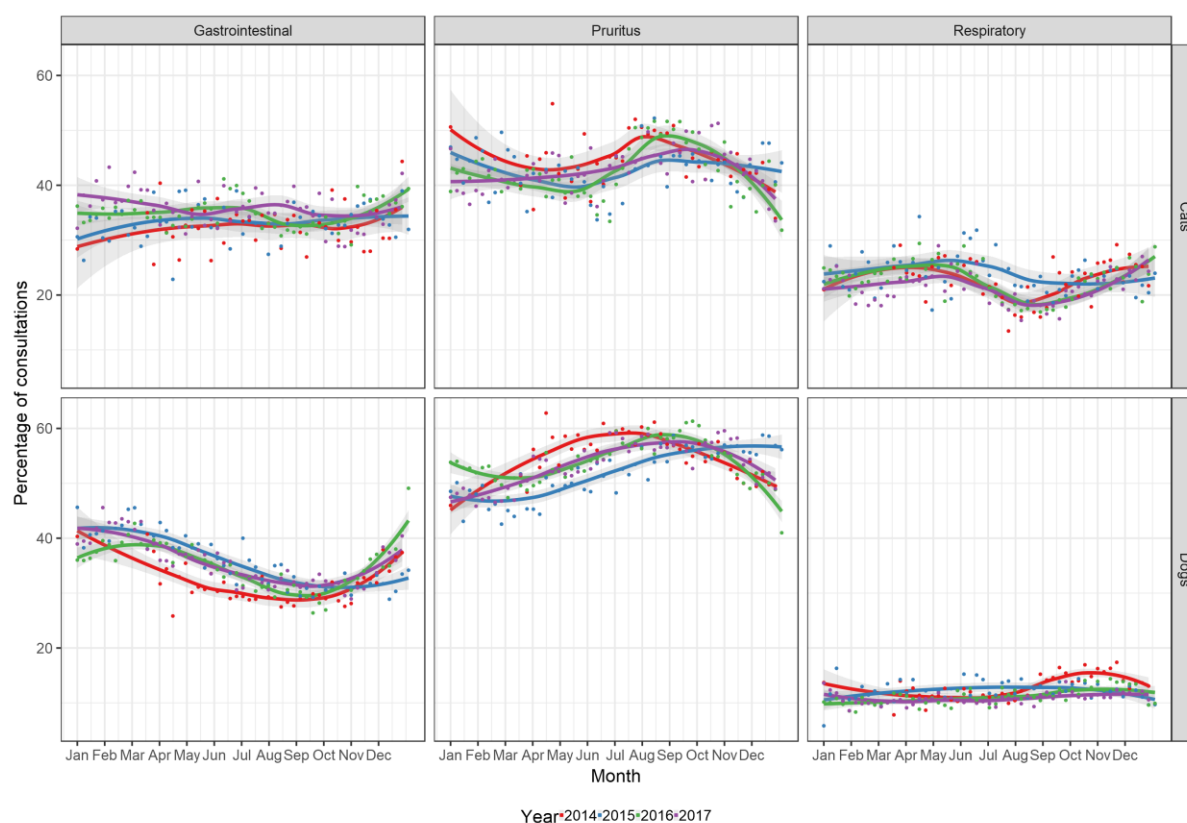 Gastrointestinal Pruritus Respiratory
60
40
20
Cats
Percentage of consultations
60
40
20
Dogs
Jan Feb Mar Apr May Jun Jul Aug Sep Oct Nov Dec Jan Feb Mar Apr May Jun Jul Aug Sep Oct Nov Dec Jan Feb Mar Apr May Jun Jul Aug Sep Oct Nov Dec
Month
Year 2014 2015 2016 2017